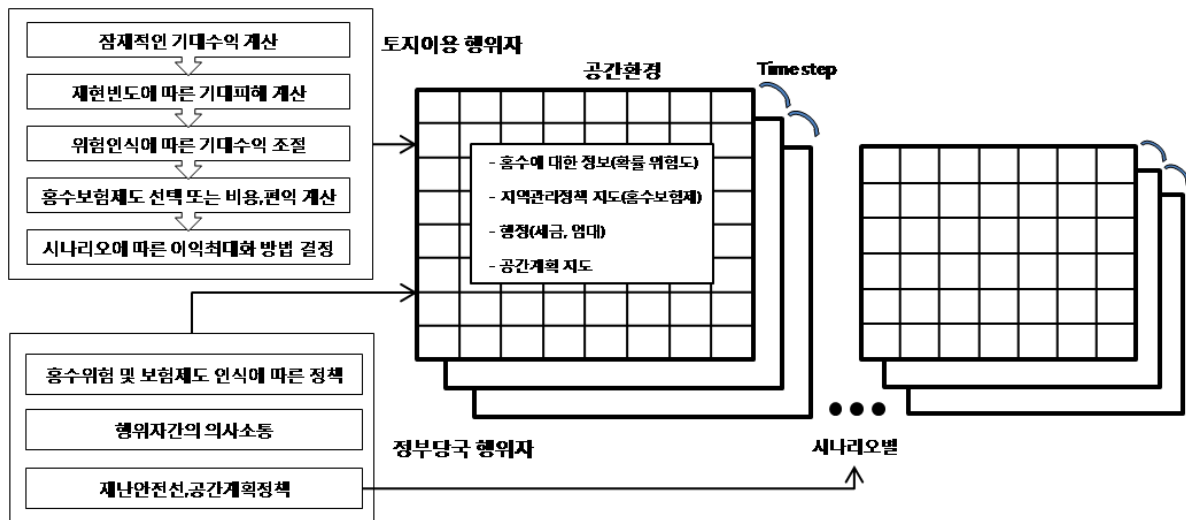 잠재적인 기대수익 계산
재현빈도에 따른 기대피해 계산
위험인식에 따른 기대수익 조절
홍수보험제도 선택 또는 비용,편익 계산
시나리오에 따른 이익최대화 방법 결정
토지이용 행위자
공간환경
Time step
- 홍수에 대한 정보(확률 위험도)
- 지역관리정책 지도(홍수보험제)
- 행정(세금, 임대)
- 공간계획 지도
홍수위험 및 보험제도 인식에 따른 정책
행위자간의 의사소통
재난안전선,공간계획정책
정부당국 행위자
시나리오별